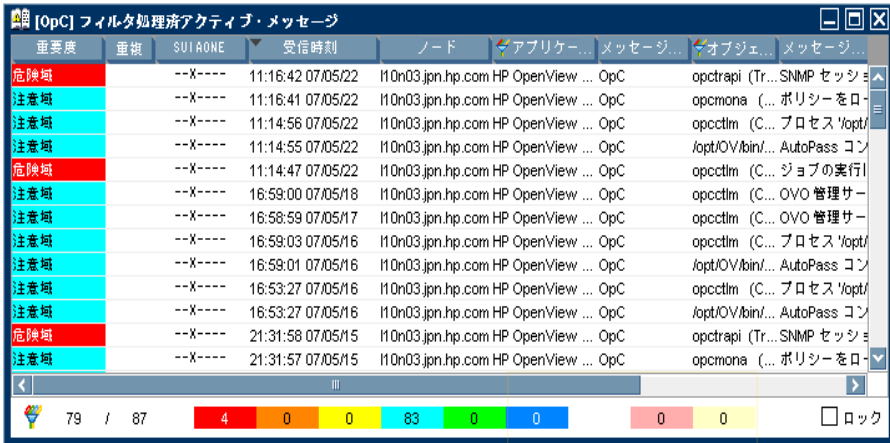 [OpC] フィルタ処理済アクティブ・メッセージ
重要度 重複 SUIAONE 受信時刻 ノード アプリケー... メッセージ... オブジェ... メッセージ...
危険域 --X---- 11:16:42 07/05/22 l10n03.jpn.hp.com HP OpenView ... OpC opctrapi (Tr... SNMP セッショ
注意域 --X---- 11:16:41 07/05/22 l10n03.jpn.hp.com HP OpenView ... OpC opcmona (... ポリシーをロー
注意域 --X---- 11:14:56 07/05/22 l10n03.jpn.hp.com HP OpenView ... OpC opcctlm (C... プロセス '/opt/
注意域 --X---- 11:14:55 07/05/22 l10n03.jpn.hp.com HP OpenView ... OpC /opt/OV/bin/... AutoPass コン
危険域 --X---- 11:14:47 07/05/22 l10n03.jpn.hp.com HP OpenView ... OpC opcctlm (C... ジョブの実行
注意域 --X---- 16:59:00 07/05/18 l10n03.jpn.hp.com HP OpenView ... OpC opcctlm (C... OVO 管理サー
注意域 --X---- 16:58:59 07/05/17 l10n03.jpn.hp.com HP OpenView ... OpC opcctlm (C... OVO 管理サー
注意域 --X---- 16:59:03 07/05/16 l10n03.jpn.hp.com HP OpenView ... OpC opcctlm (C... プロセス '/opt/
注意域 --X---- 16:59:01 07/05/16 l10n03.jpn.hp.com HP OpenView ... OpC /opt/OV/bin/... AutoPass コン
注意域 --X---- 16:53:27 07/05/16 l10n03.jpn.hp.com HP OpenView ... OpC opcctlm (C... プロセス '/opt/
注意域 --X---- 16:53:27 07/05/16 l10n03.jpn.hp.com HP OpenView ... OpC /opt/OV/bin/... AutoPass コン
危険域 --X---- 21:31:58 07/05/15 l10n03.jpn.hp.com HP OpenView ... OpC opctrapi (Tr... SNMP セッショ
注意域 --X---- 21:31:57 07/05/15 l10n03.jpn.hp.com HP OpenView ... OpC opcmona (... ポリシーをロー
79 / 87 4 0 0 83 0 0 0 0 ロック